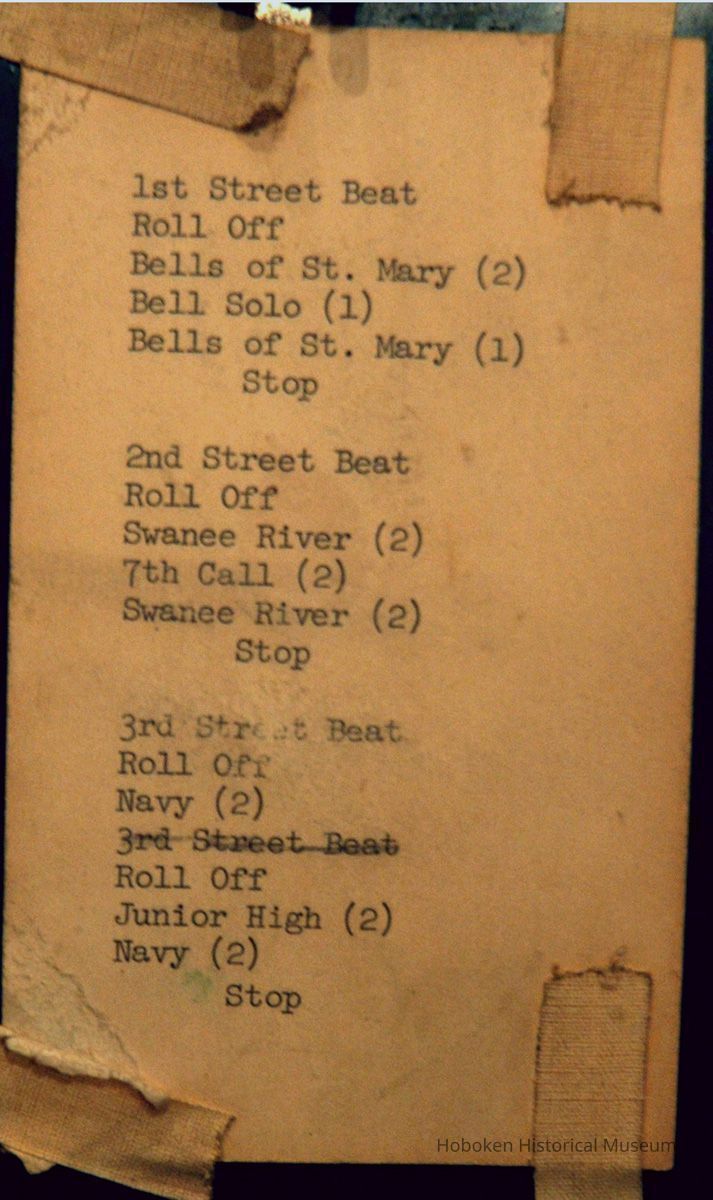 1st Street Beat
Roll Off
Bells of St. Mary (2)
Bell Solo (1)
Bells of St. Mary (1)
Stop
2nd Street Beat
Roll Off
Swanee River (2)
7th Call (2)
Swanee River (2)
Stop
3rd Street Beat
Roll Off
Navy (2)
3rd Street Beat
Roll Off
Junior High (2)
Navy (2)
Stop
Hoboken Historical Museum